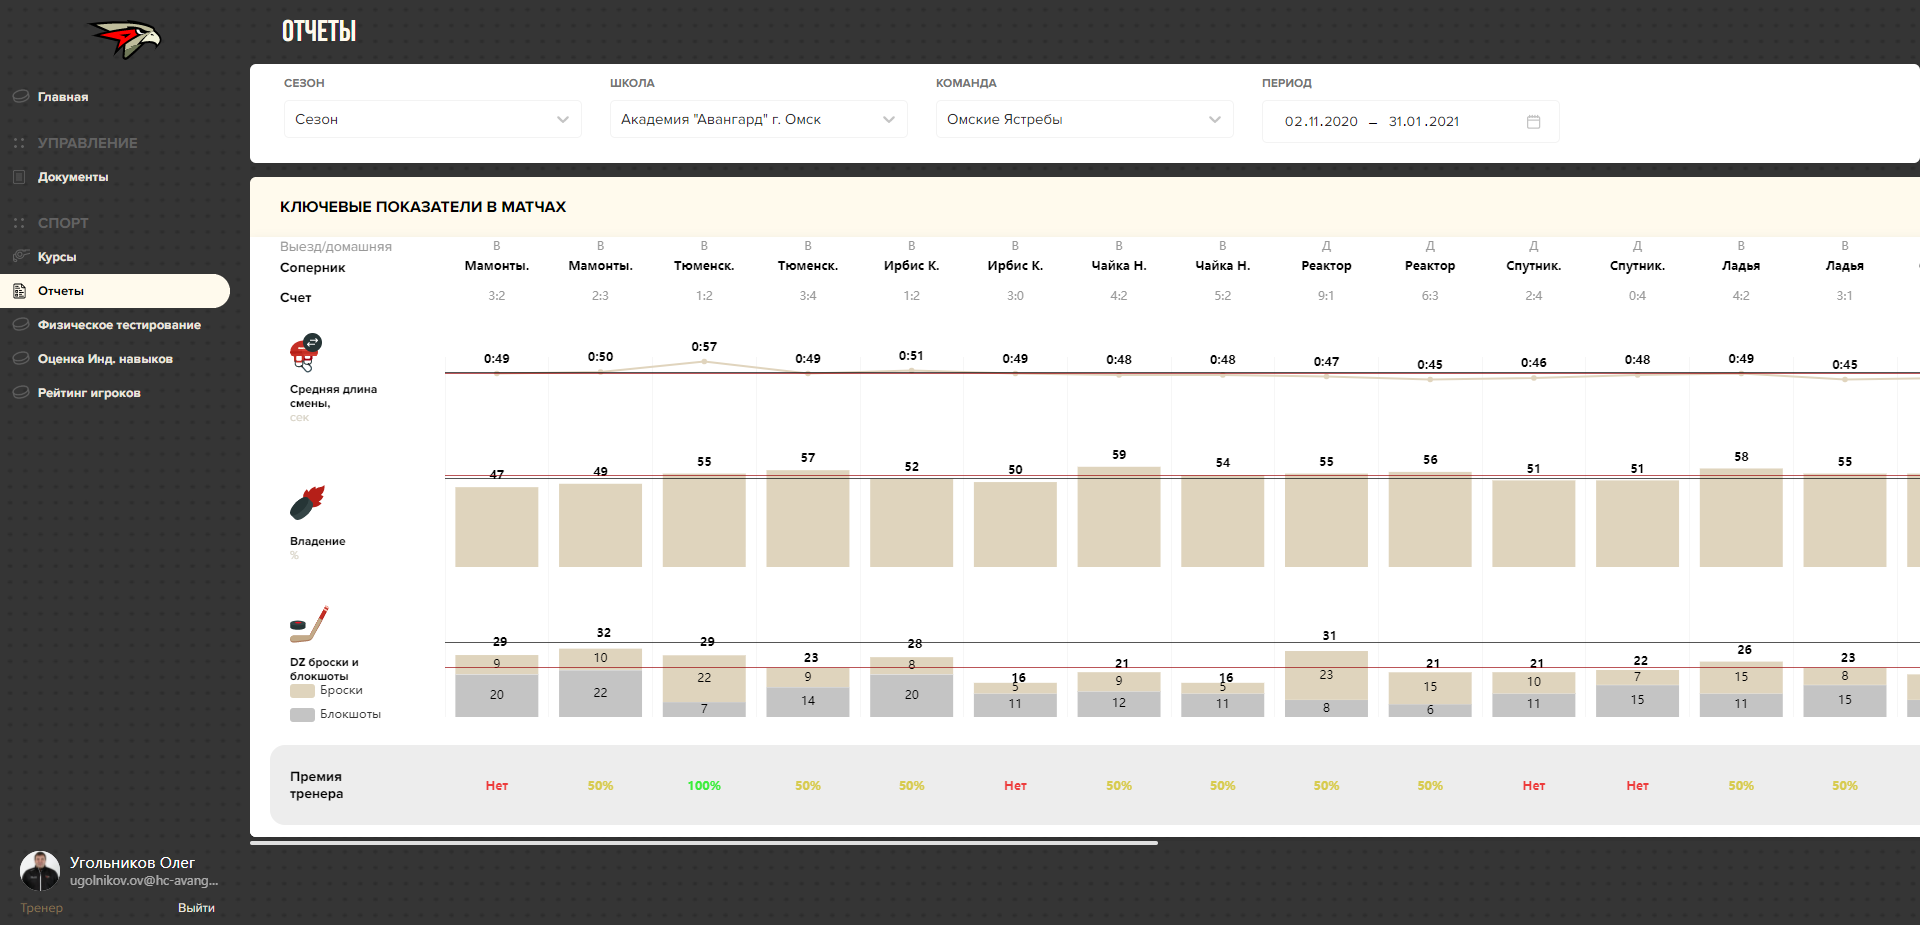 ОТЧЕТЫ
Главная
УПРАВЛЕНИЕ
Документы
СПОРТ
Курсы
Отчеты
Физическое тестирование
Оценка Инд. навыков
Рейтинг игроков
Угольников Олег
ugolnikov.ov@hc-avang...
Тренер Выйти
СЕЗОН ШКОЛА КОМАНДА ПЕРИОД
Сезон Академия "Авангард" г. Омск Омские Ястребы 02.11.2020 – 31.01.2021
КЛЮЧЕВЫЕ ПОКАЗАТЕЛИ В МАТЧАХ
Выезд/домашняя В В В В В В В В Д Д Д Д В В
Соперник Мамонты. Мамонты. Тюменск. Тюменск. Ирбис К. Ирбис К. Чайка Н. Чайка Н. Реактор Реактор Спутник. Спутник. Ладья Ладья
Счет 3:2 2:3 1:2 3:4 1:2 3:0 4:2 5:2 9:1 6:3 2:4 0:4 4:2 3:1
0:49 0:50 0:57 0:49 0:51 0:49 0:48 0:48 0:47 0:45 0:46 0:48 0:49 0:45
Средняя длина
смены,
сек
47 49 55 57 52 50 59 54 55 56 51 51 58 55
Владение
%
29 32 29 23 28 16 21 16 31 21 21 22 26 23
DZ броски и
блокшоты
Броски 9 10 22 9 8 5 9 5 23 15 10 7 15 8
Блокшоты 20 22 7 14 20 11 12 11 8 6 11 15 11 15
Премия
тренера
Нет 50% 100% 50% 50% Нет 50% 50% 50% 50% Нет Нет 50% 50%